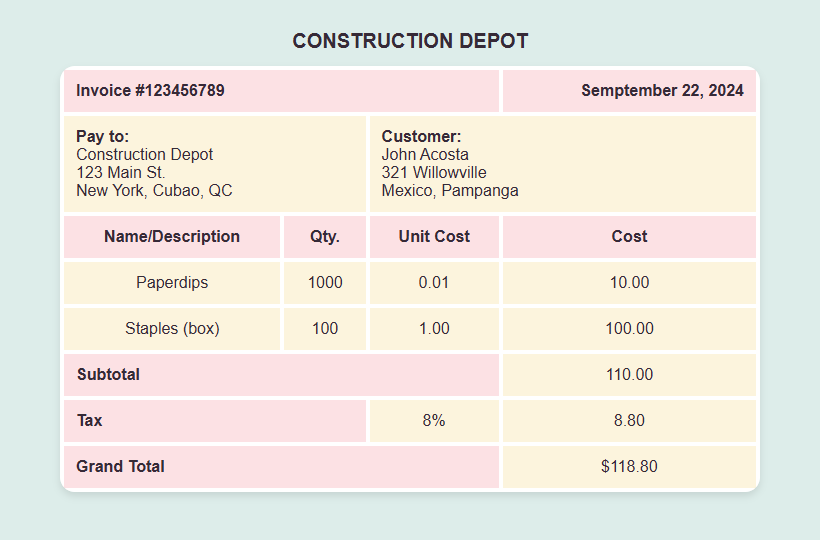 CONSTRUCTION DEPOT
Invoice #123456789 Semptember 22, 2024
Pay to:
Construction Depot
123 Main St.
New York, Cubao, QC
Customer:
John Acosta
321 Willowville
Mexico, Pampanga
Name/Description Qty. Unit Cost Cost
Paperdips 1000 0.01 10.00
Staples (box) 100 1.00 100.00
Subtotal 110.00
Tax 8% 8.80
Grand Total $118.80